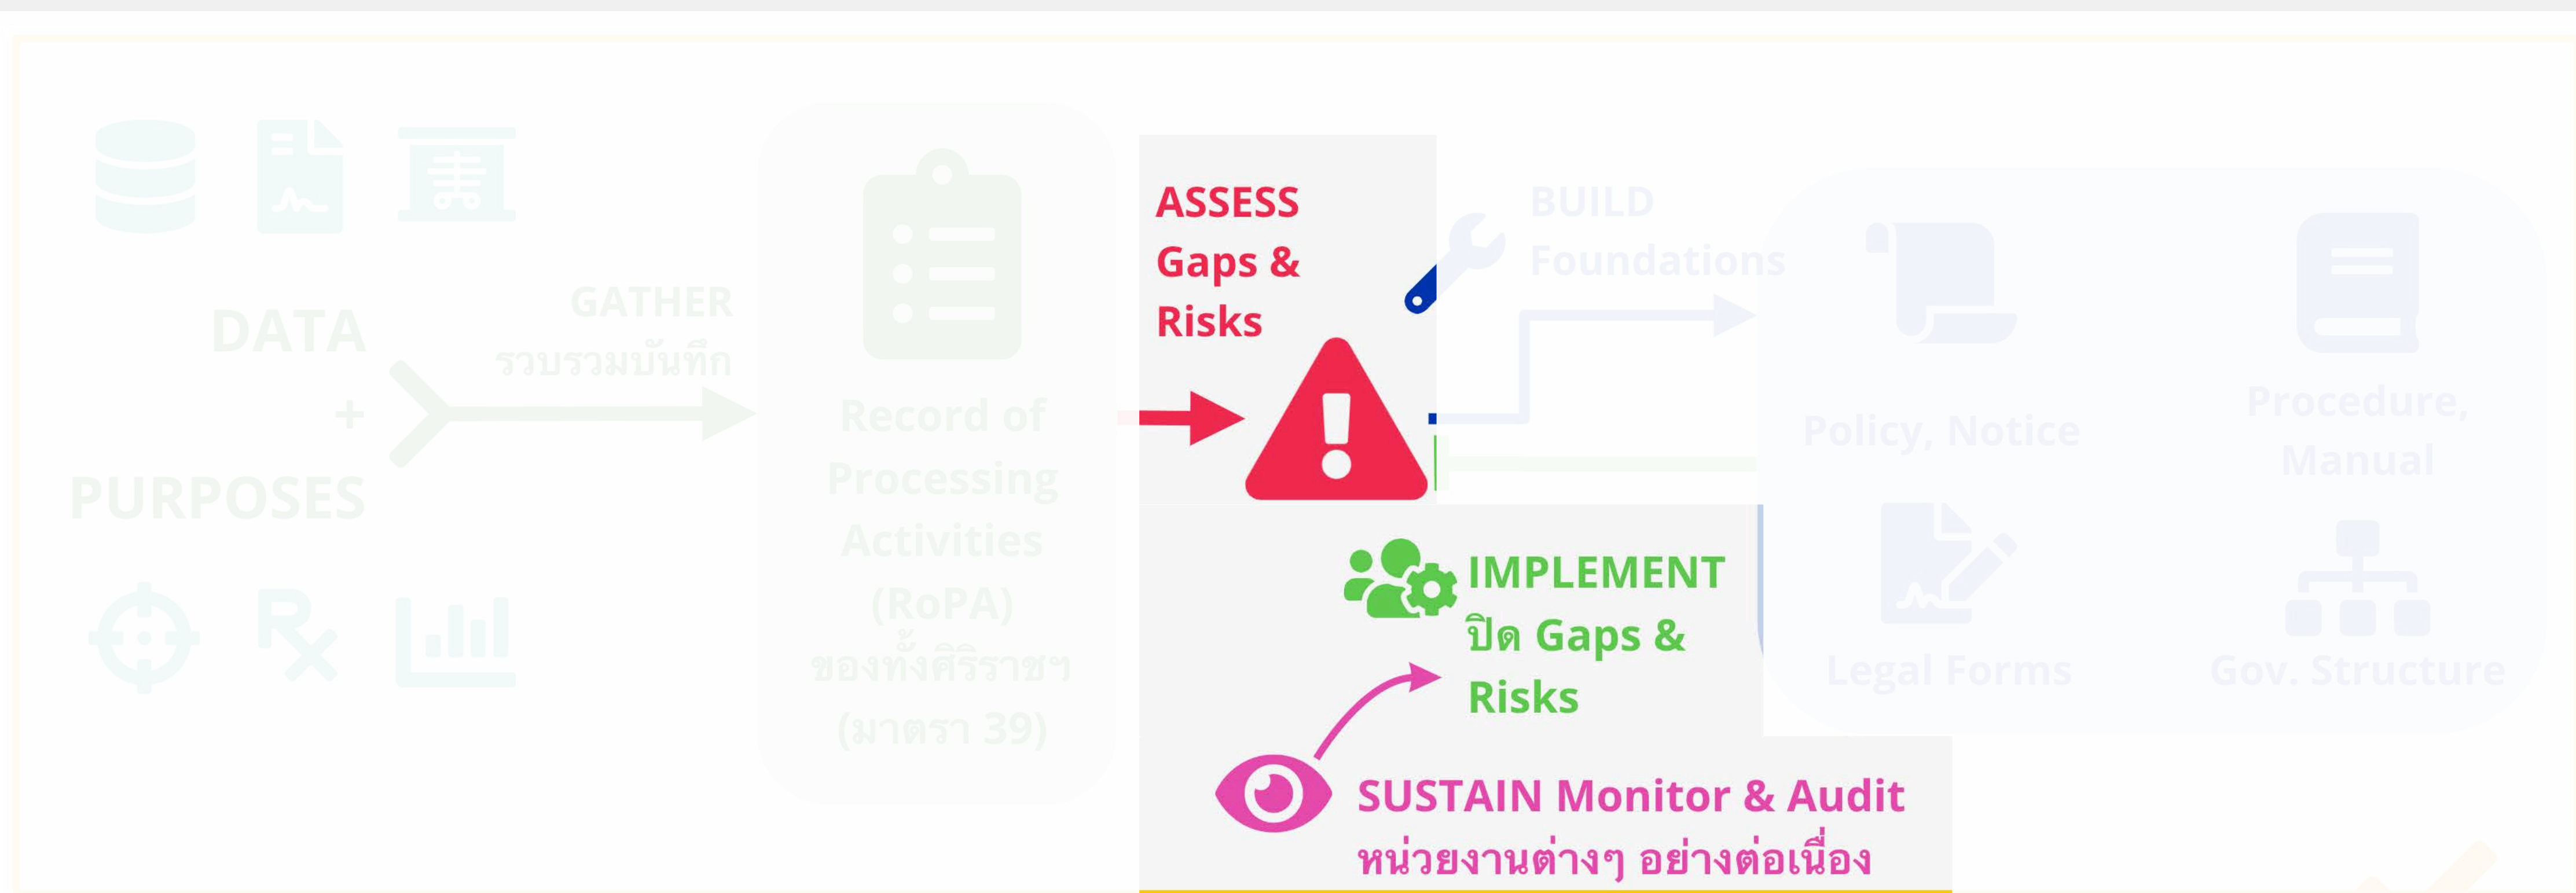 DATA
+
PURPOSES
GATHER
รวบรวมบันทึก
Record of
Processing
Activities
(RoPA)
ของทั้งศิริราชฯ
(มาตรา 39)
ASSESS
Gaps &
Risks
BUILD
Foundations
Policy, Notice
Procedure,
Manual
Legal Forms
Gov. Structure
IMPLEMENT
ปิด Gaps &
Risks
SUSTAIN Monitor & Audit
หน่วยงานต่างๆ อย่างต่อเนื่อง